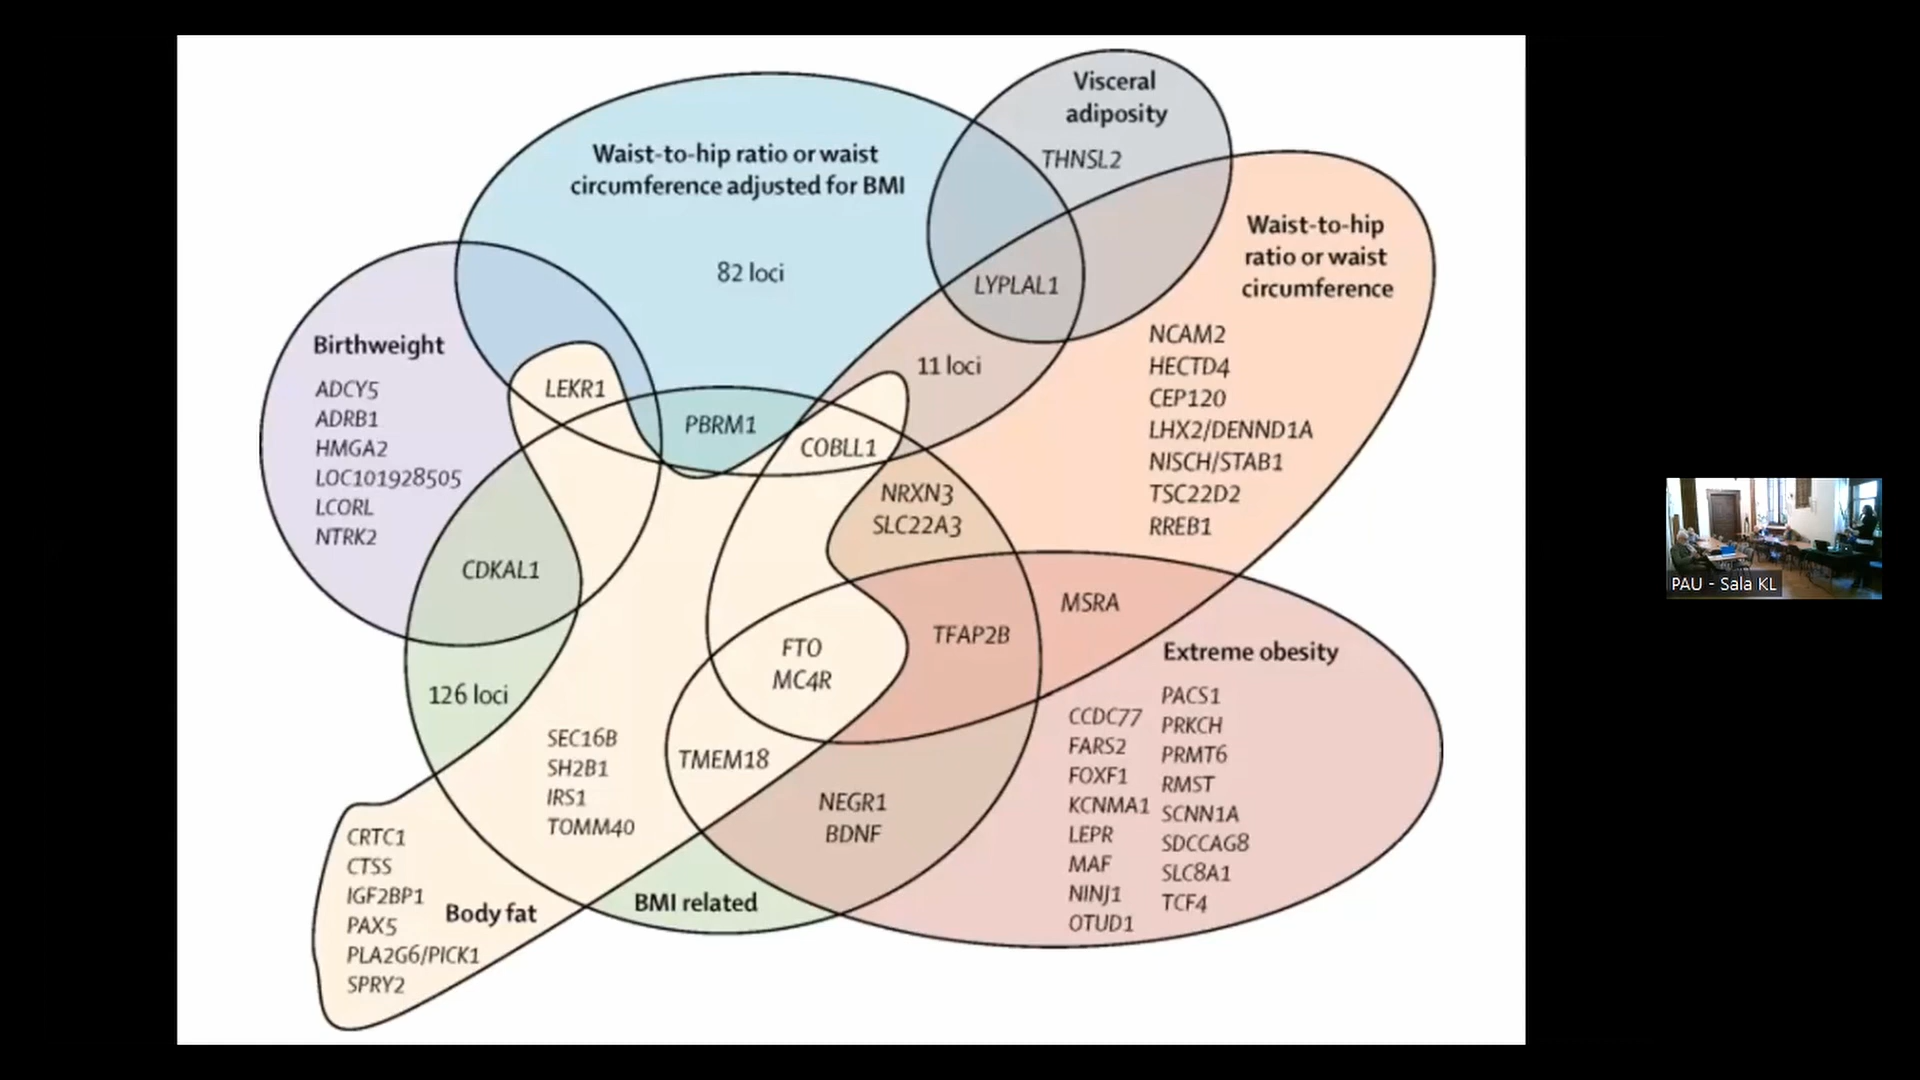 Visceral
adiposity
THNSL2
Waist-to-hip ratio or waist
circumference adjusted for BMI
82 loci
Waist-to-hip
ratio or waist
circumference
NCAM2
HECTD4
CEP120
LHX2/DENND1A
NISCH/STAB1
TSC22D2
RREB1
LYPLAL1
11 loci
Birthweight
ADCY5
ADRB1
HMGA2
LOC101928505
LCORL
NTRK2
LEKR1
PBRM1
COBLL1
NRXN3
SLC22A3
CDKAL1
126 loci
FTO
MC4R
TFAP2B
MSRA
Extreme obesity
CCDC77
FARS2
FOXF1
KCNMA1
LEPR
MAF
NINJ1
OTUD1
PACS1
PRKCH
PRMT6
RMST
SCNN1A
SDCCAG8
SLC8A1
TCF4
SEC16B
SH2B1
IRS1
TOMM40
TMEM18
NEGR1
BDNF
BMI related
CRTC1
CTSS
IGF2BP1
PAX5
PLA2G6/PICK1
SPRY2
Body fat
PAU - Sala KL